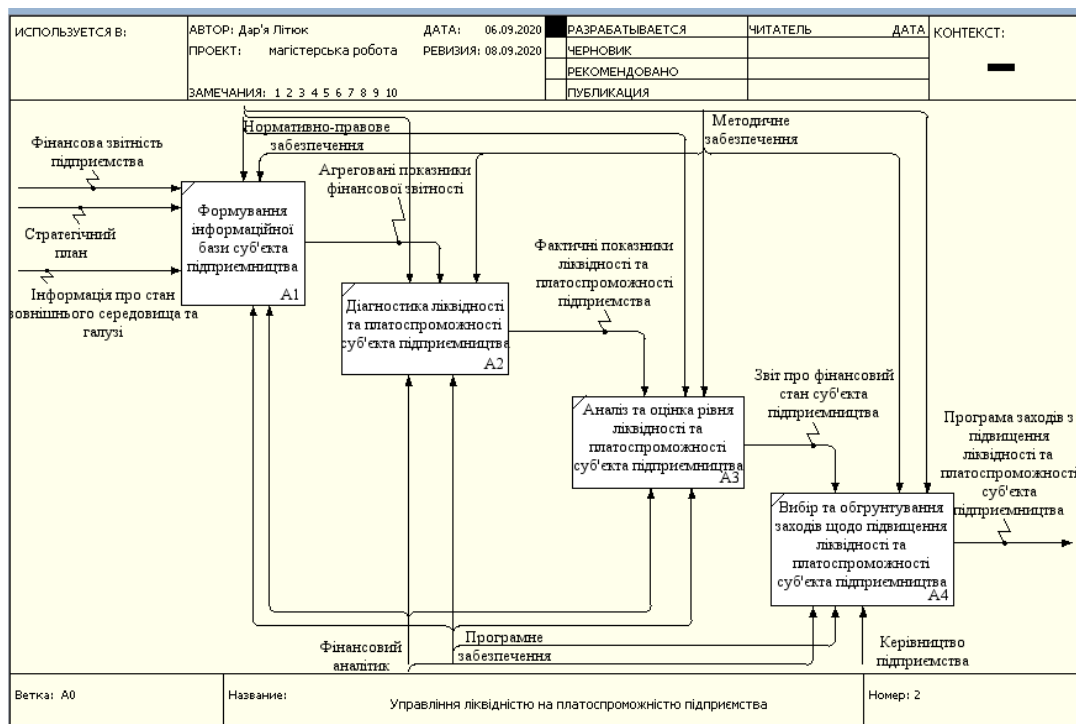 ИСПОЛЬЗУЕТСЯ В:
АВТОР: Дар'я Літюк
ДАТА: 06.09.2020
РАЗРАБАТЫВАЕТСЯ
ЧИТАТЕЛЬ
ДАТА
КОНТЕКСТ:
ПРОЕКТ: магістерська робота
РЕВИЗИЯ: 08.09.2020
ЧЕРНОВИК
РЕКОМЕНДОВАНО
ЗАМЕЧАНИЯ: 1 2 3 4 5 6 7 8 9 10
ПУБЛИКАЦИЯ
Фінансова звітність
підприємства
Стратегічний
план
Інформація про стан
зовнішнього середовища та
галузі
Нормативно-правове
забезпечення
Методичне
забезпечення
Формування
інформаційної
бази суб'єкта
підприємництва
A1
Агреговані показники
фінансової звітності
Діагностика ліквідності
та платоспроможності
суб'єкта підприємництва
A2
Фактичні показники
ліквідності та
платоспроможності
підприємства
Аналіз та оцінка рівня
ліквідності та
платоспроможності
суб'єкта підприємництва
A3
Звіт про фінансовий
стан суб'єкта
підприємництва
Вибір та обгрунтування
заходів щодо підвищення
ліквідності та
платоспроможності
суб'єкта підприємництва
A4
Програма заходів з
підвищення
ліквідності та
платоспроможності
суб'єкта
підприємництва
Фінансовий
аналітик
Програмне
забезпечення
Керівництво
підприємства
Ветка: A0
Название:
Управління ліквідністю на платоспроможністю підприємства
Номер: 2